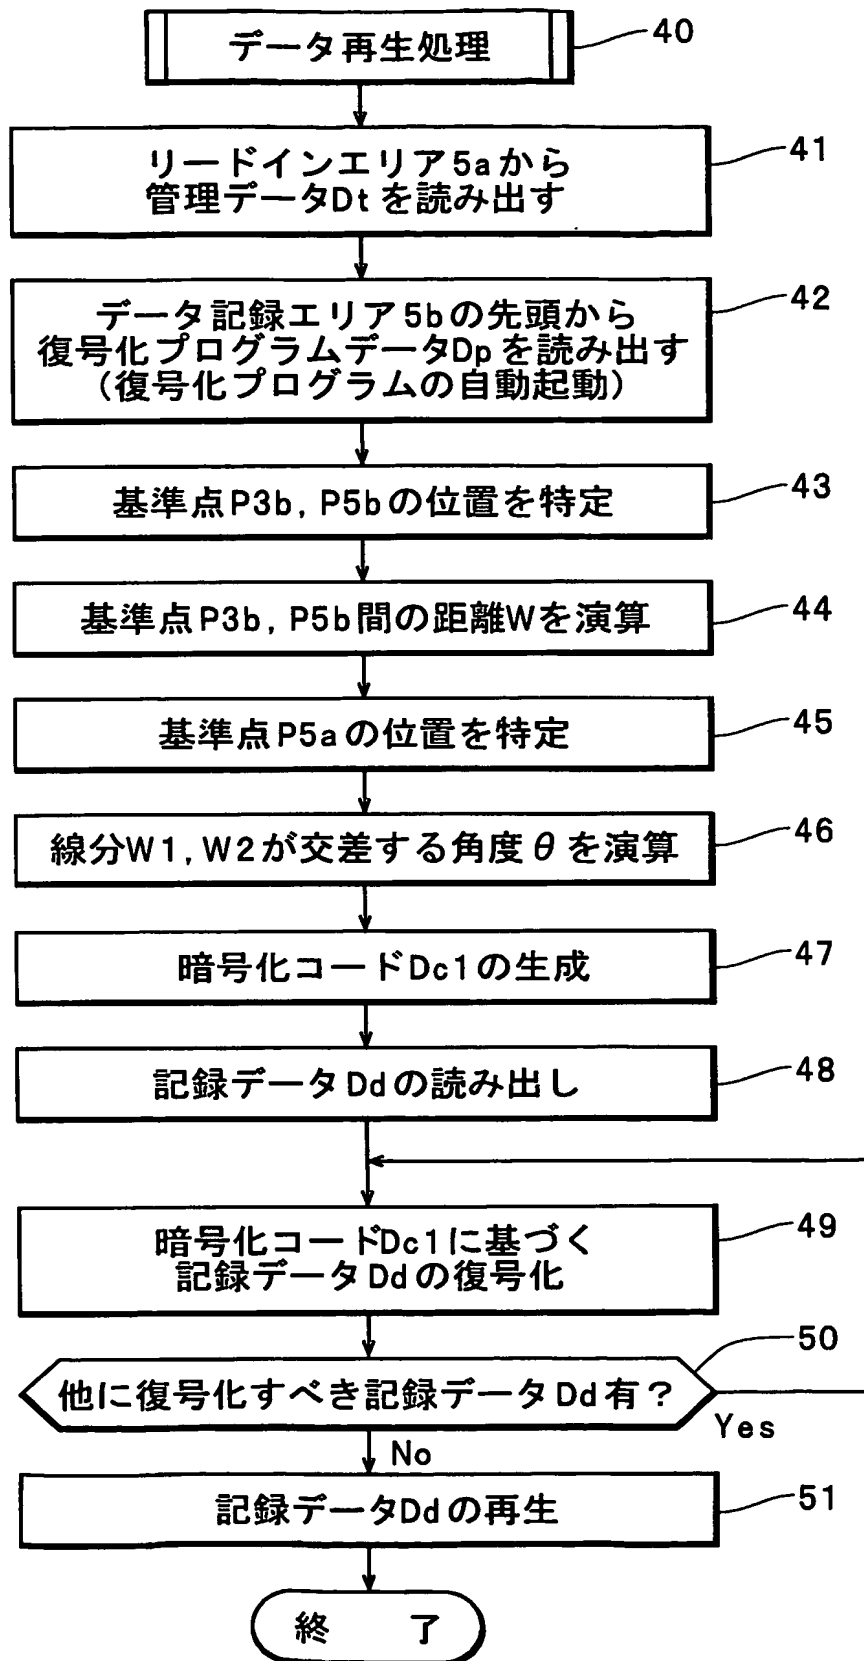 データ再生処理
40
リードインエリア5aから
管理データDtを読み出す
41
データ記録エリア5bの先頭から
復号化プログラムデータDpを読み出す
(復号化プログラムの自動起動)
42
基準点P3b, P5bの位置を特定
43
基準点P3b, P5b間の距離Wを演算
44
基準点P5aの位置を特定
45
線分W1, W2が交差する角度θを演算
46
暗号化コードDc1の生成
47
記録データDdの読み出し
48
暗号化コードDc1に基づく
記録データDdの復号化
49
他に復号化すべき記録データDd有?
50
Yes
No
記録データDdの再生
51
終 了